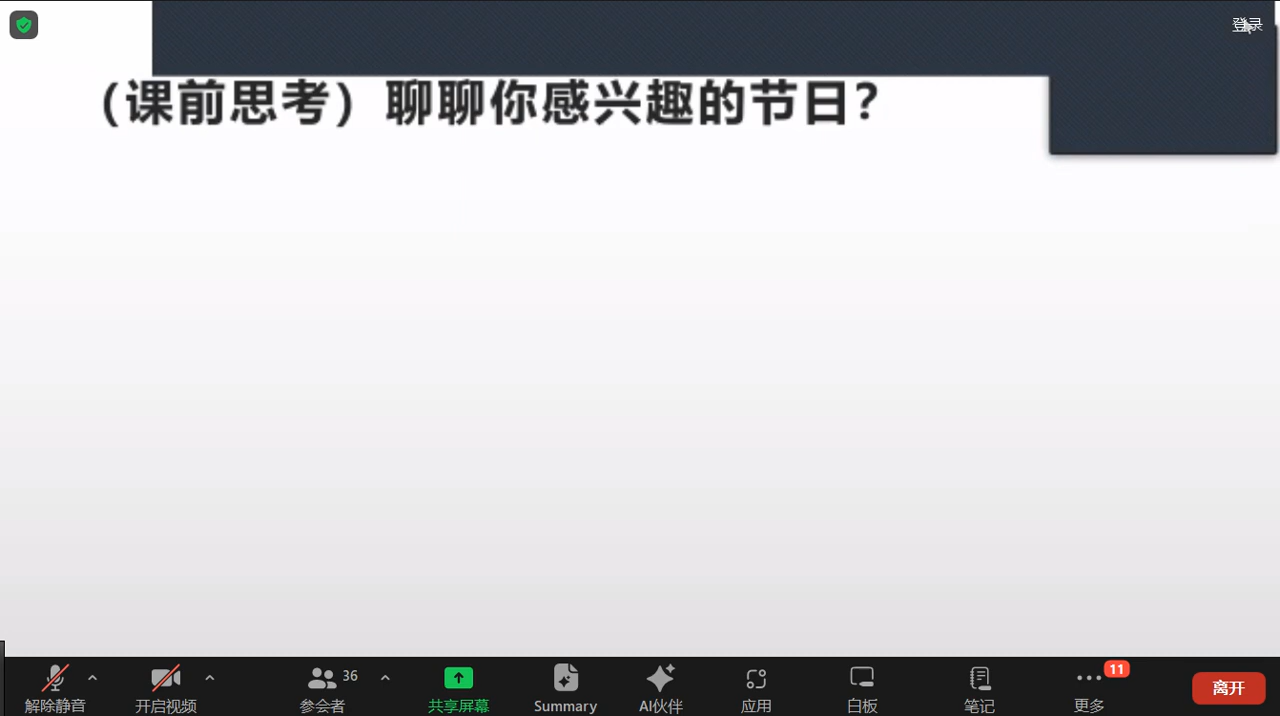 登录
（课前思考）聊聊你感兴趣的节日？
解除静音
开启视频
36
参会者
共享屏幕
Summary
AI伙伴
应用
白板
笔记
11
更多
离开